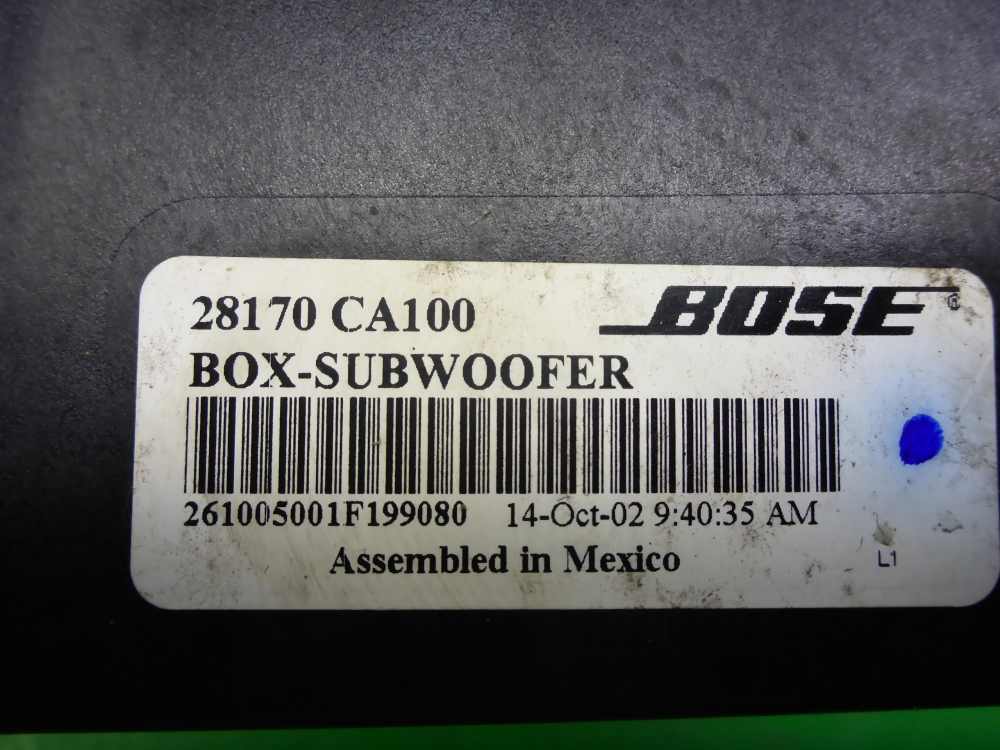 28170 CA100 BOSE®
BOX-SUBWOOFER
261005001F199080 14-Oct-02 9:40:35 AM
Assembled in Mexico L1